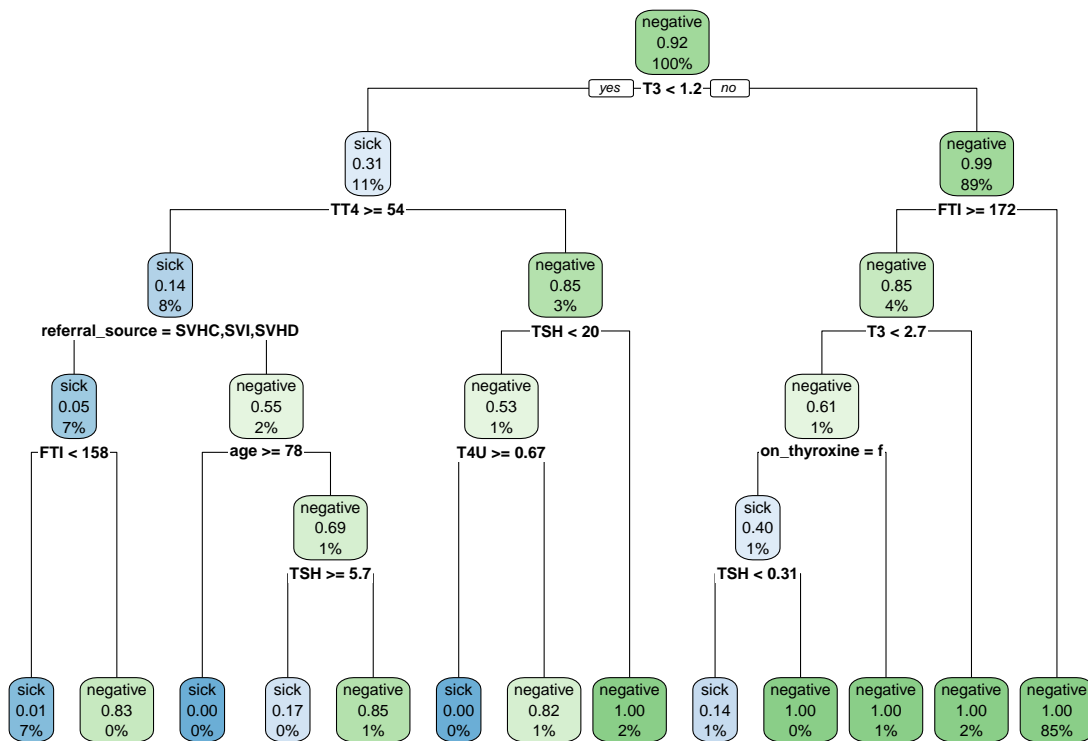 negative
0.92
100%
yes T3 < 1.2 no
sick
0.31
11%
TT4 >= 54
negative
0.99
89%
FTI >= 172
sick
0.14
8%
referral_source = SVHC,SVI,SVHD
negative
0.85
3%
TSH < 20
negative
0.85
4%
T3 < 2.7
sick
0.05
7%
FTI < 158
negative
0.55
2%
age >= 78
negative
0.53
1%
T4U >= 0.67
negative
0.61
1%
on_thyroxine = f
negative
0.69
1%
TSH >= 5.7
sick
0.40
1%
TSH < 0.31
sick
0.01
7%
negative
0.83
0%
sick
0.00
0%
sick
0.17
0%
negative
0.85
1%
sick
0.00
0%
negative
0.82
1%
negative
1.00
2%
sick
0.14
1%
negative
1.00
0%
negative
1.00
1%
negative
1.00
2%
negative
1.00
85%